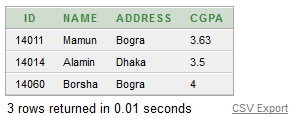 ID NAME ADDRESS CGPA
14011 Mamun Bogra 3.63
14014 Alamin Dhaka 3.5
14060 Borsha Bogra 4
3 rows returned in 0.01 seconds CSV Export